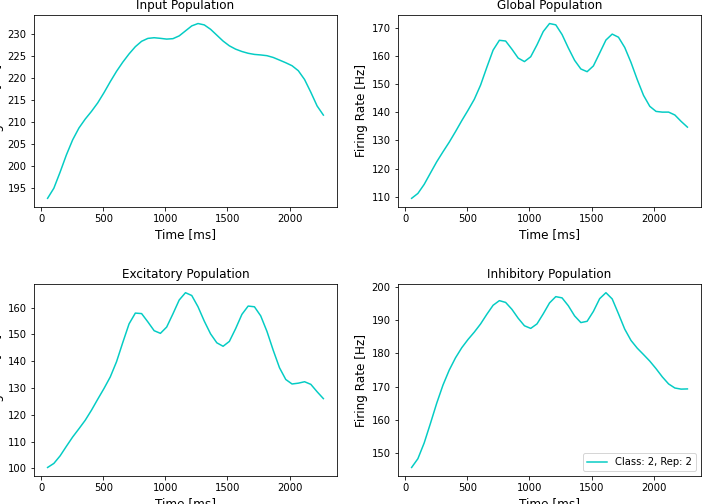 Input Population
Global Population
230
225
220
215
210
205
200
195
0 500 1000 1500 2000
Time [ms]
Firing Rate [Hz]
170
160
150
140
130
120
110
0 500 1000 1500 2000
Time [ms]
Excitatory Population
Inhibitory Population
160
150
140
130
120
110
100
0 500 1000 1500 2000
Time [ms]
Firing Rate [Hz]
200
190
180
170
160
150
0 500 1000 1500 2000
Time [ms]
Class: 2, Rep: 2